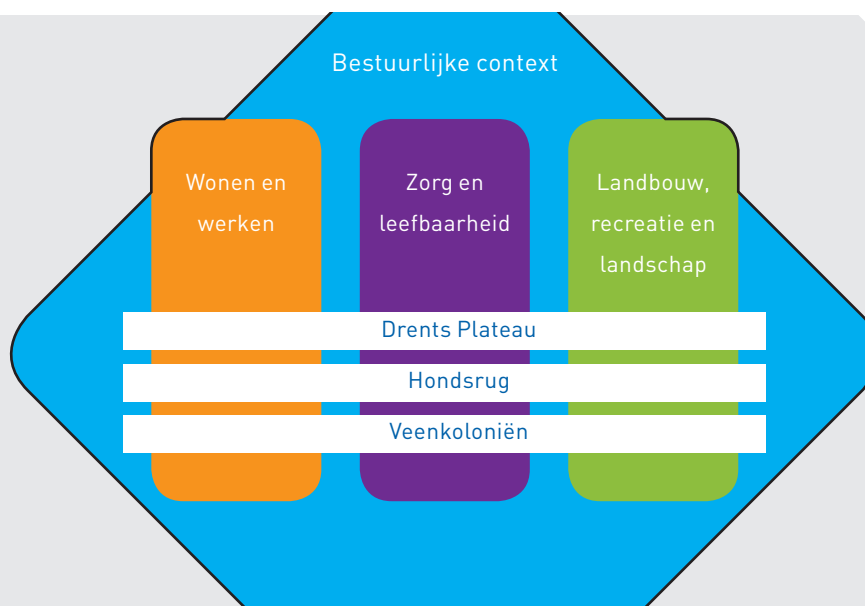 Bestuurlijke context
Wonen en
werken
Zorg en
leefbaarheid
Landbouw,
recreatie en
landschap
Drents Plateau
Hondsrug
Veenkoloniën